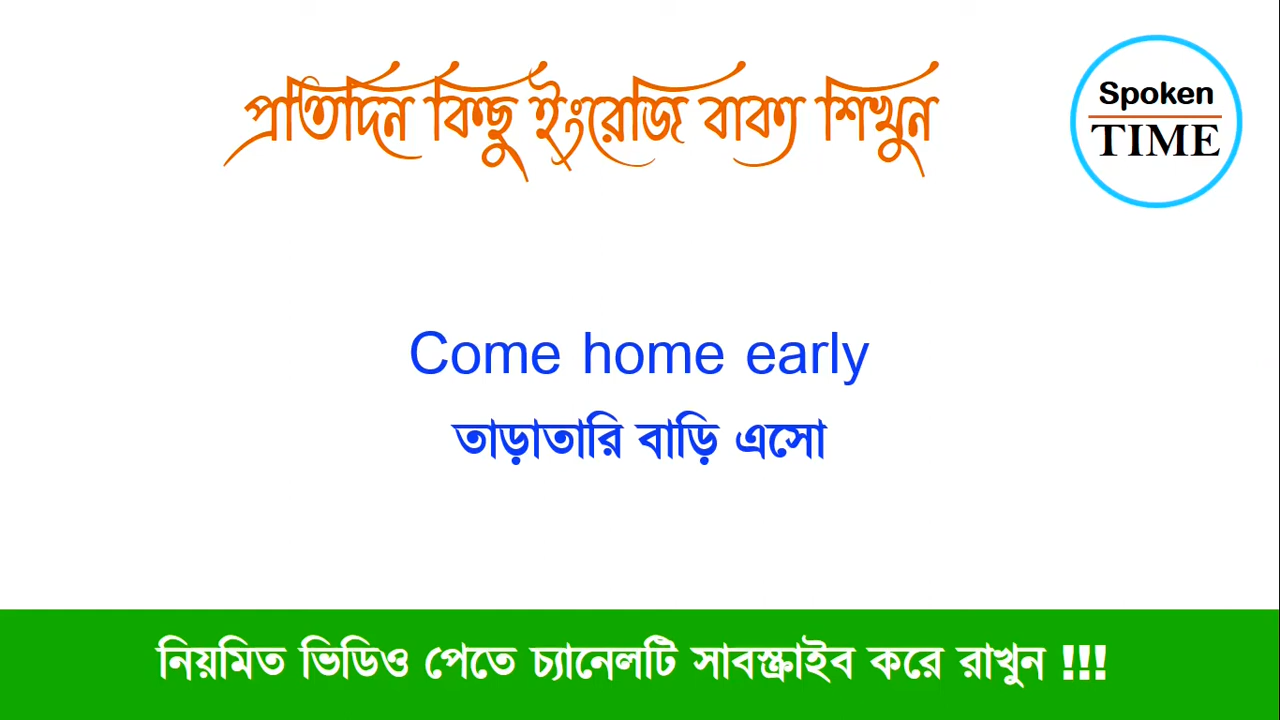 প্রতিদিন কিছু ইংরেজি বাক্য শিখুন
Spoken
TIME
Come home early
তাড়াতারি বাড়ি এসো
নিয়মিত ভিডিও পেতে চ্যানেলটি সাবস্ক্রাইব করে রাখুন !!!